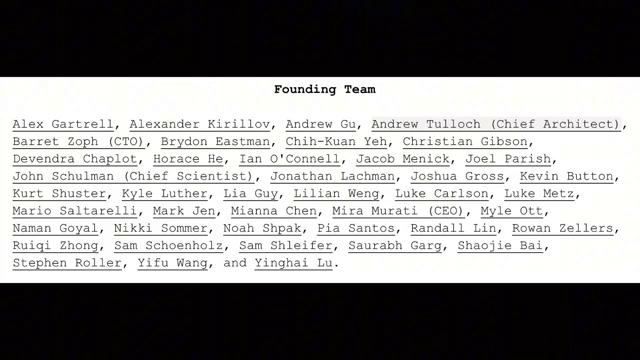 Founding Team
Alex Gartrell, Alexander Kirillov, Andrew Gu, Andrew Tulloch (Chief Architect),
Barret Zoph (CTO), Brydon Eastman, Chih-Kuan Yeh, Christian Gibson,
Devendra Chaplot, Horace He, Ian O'Connell, Jacob Menick, Joel Parish,
John Schulman (Chief Scientist), Jonathan Lachman, Joshua Gross, Kevin Button,
Kurt Shuster, Kyle Luther, Lia Guy, Lilian Weng, Luke Carlson, Luke Metz,
Mario Saltarelli, Mark Jen, Mianna Chen, Mira Murati (CEO), Myle Ott,
Naman Goyal, Nikki Sommer, Noah Shpak, Pia Santos, Randall Lin, Rowan Zellers,
Ruiqi Zhong, Sam Schoenholz, Sam Shleifer, Saurabh Garg, Shaojie Bai,
Stephen Roller, Yifu Wang, and Yinghai Lu.